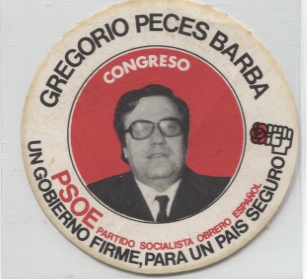 GREGORIO PECES BARBA
CONGRESO
PSOE
PARTIDO SOCIALISTA OBRERO ESPAÑOL
UN GOBIERNO FIRME, PARA UN PAIS SEGURO